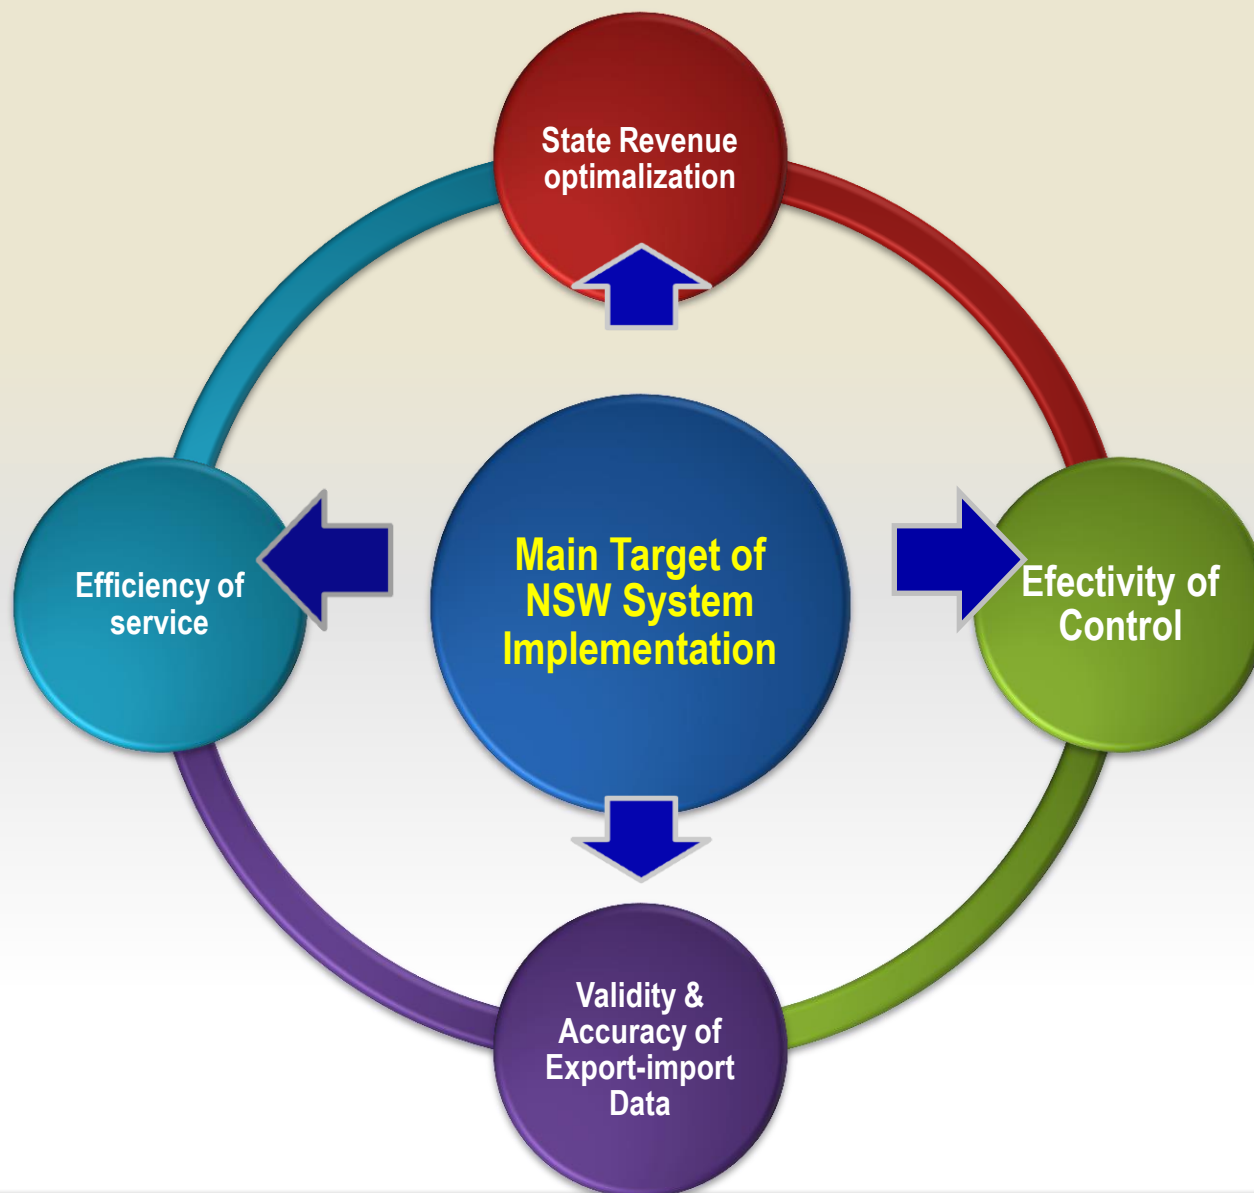 State Revenue
optimalization
Main Target of
NSW System
Implementation
Efficiency of
service
Efectivity of
Control
Validity &
Accuracy of
Export-import
Data